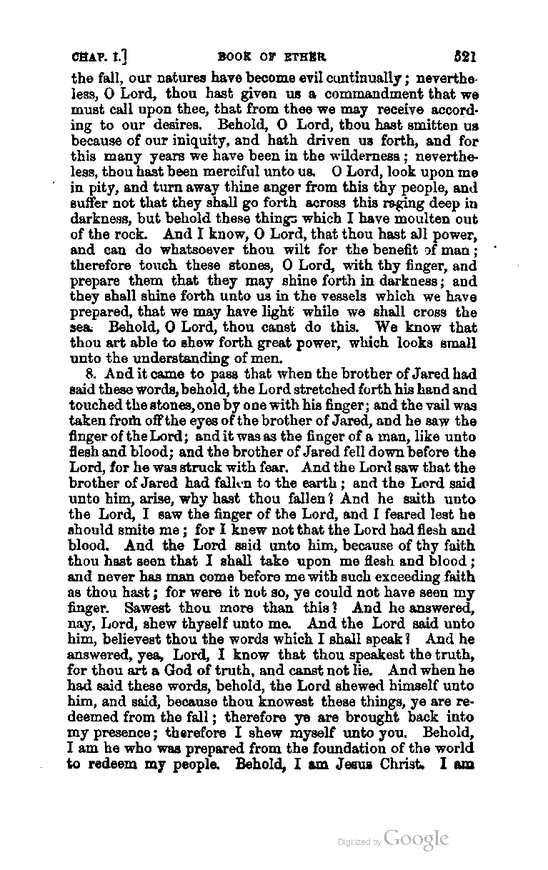 CHAP. I.] BOOK OF ETHER. 521
the fall, our natures have become evil continually; neverthe-
less, O Lord, thou hast given us a commandment that we
must call upon thee, that from thee we may receive accord-
ing to our desires. Behold, O Lord, thou hast smitten us
because of our iniquity, and hath driven us forth, and for
this many years we have been in the wilderness; neverthe-
less, thou hast been merciful unto us. O Lord, look upon me
in pity, and turn away thine anger from this thy people, and
suffer not that they shall go forth across this raging deep in
darkness, but behold these things which I have moulten out
of the rock. And I know, O Lord, that thou hast all power,
and can do whatsoever thou wilt for the benefit of man;
therefore touch these stones, O Lord, with thy finger, and
prepare them that they may shine forth in darkness; and
they shall shine forth unto us in the vessels which we have
prepared, that we may have light while we shall cross the
sea. Behold, O Lord, thou canst do this. We know that
thou art able to shew forth great power, which looks small
unto the understanding of men.
8. And it came to pass that when the brother of Jared had
said these words, behold, the Lord stretched forth his hand and
touched the stones, one by one with his finger; and the vail was
taken from off the eyes of the brother of Jared, and he saw the
finger of the Lord; and it was as the finger of a man, like unto
flesh and blood; and the brother of Jared fell down before the
Lord, for he was struck with fear. And the Lord saw that the
brother of Jared had fallen to the earth; and the Lord said
unto him, arise, why hast thou fallen? And he saith unto
the Lord, I saw the finger of the Lord, and I feared lest he
should smite me; for I knew not that the Lord had flesh and
blood. And the Lord said unto him, because of thy faith
thou hast seen that I shall take upon me flesh and blood;
and never has man come before me with such exceeding faith
as thou hast; for were it not so, ye could not have seen my
finger. Sawest thou more than this? And he answered,
nay, Lord, shew thyself unto me. And the Lord said unto
him, believest thou the words which I shall speak? And he
answered, yea, Lord, I know that thou speakest the truth,
for thou art a God of truth, and canst not lie. And when he
had said these words, behold, the Lord shewed himself unto
him, and said, because thou knowest these things, ye are re-
deemed from the fall; therefore ye are brought back into
my presence; therefore I shew myself unto you. Behold,
I am he who was prepared from the foundation of the world
to redeem my people. Behold, I am Jesus Christ. I am
Digitized by Google